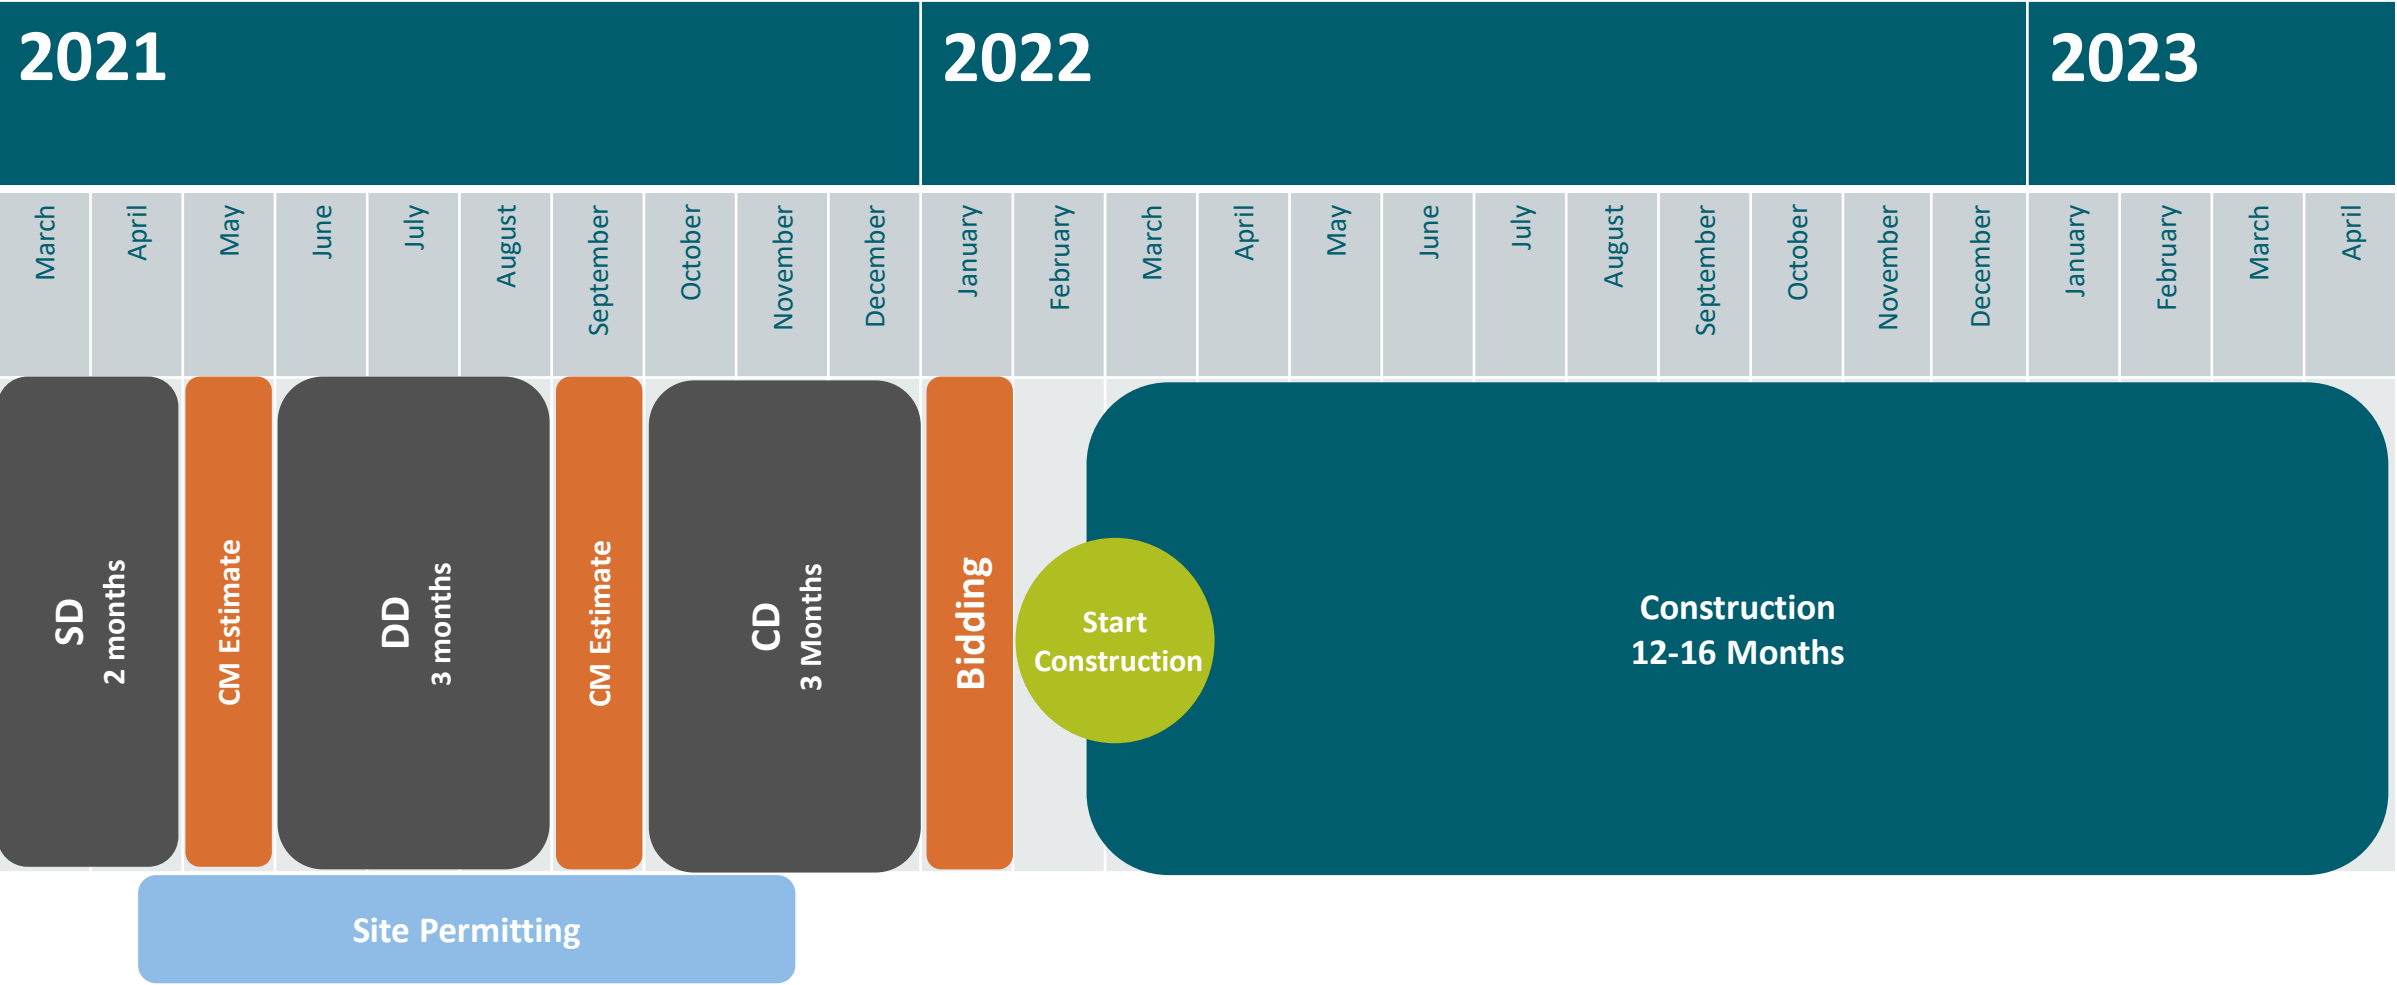 2021
2022
2023
March
April
May
June
July
August
September
October
November
December
January
February
March
April
May
June
July
August
September
October
November
December
January
February
March
April
SD
2 months
CM Estimate
DD
3 months
CM Estimate
CD
3 Months
Bidding
Start
Construction
Construction
12-16 Months
Site Permitting